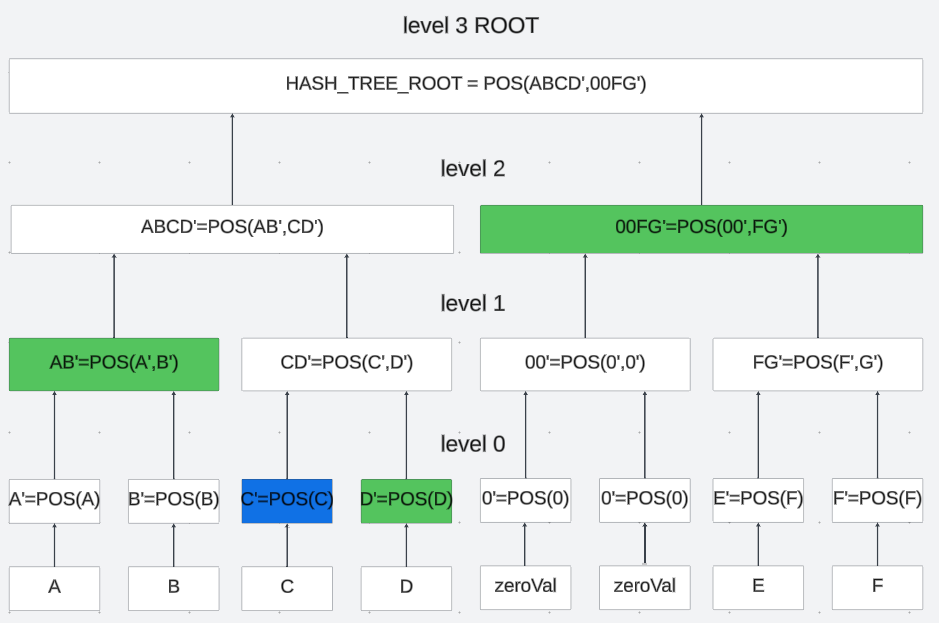 level 3 ROOT
HASH_TREE_ROOT = POS(ABCD',00FG')
level 2
ABCD'=POS(AB',CD')
00FG'=POS(00',FG')
level 1
AB'=POS(A',B')
CD'=POS(C',D')
00'=POS(0',0')
FG'=POS(F',G')
level 0
A'=POS(A)
B'=POS(B)
C'=POS(C)
D'=POS(D)
0'=POS(0)
0'=POS(0)
E'=POS(F)
F'=POS(F)
A
B
C
D
zeroVal
zeroVal
E
F